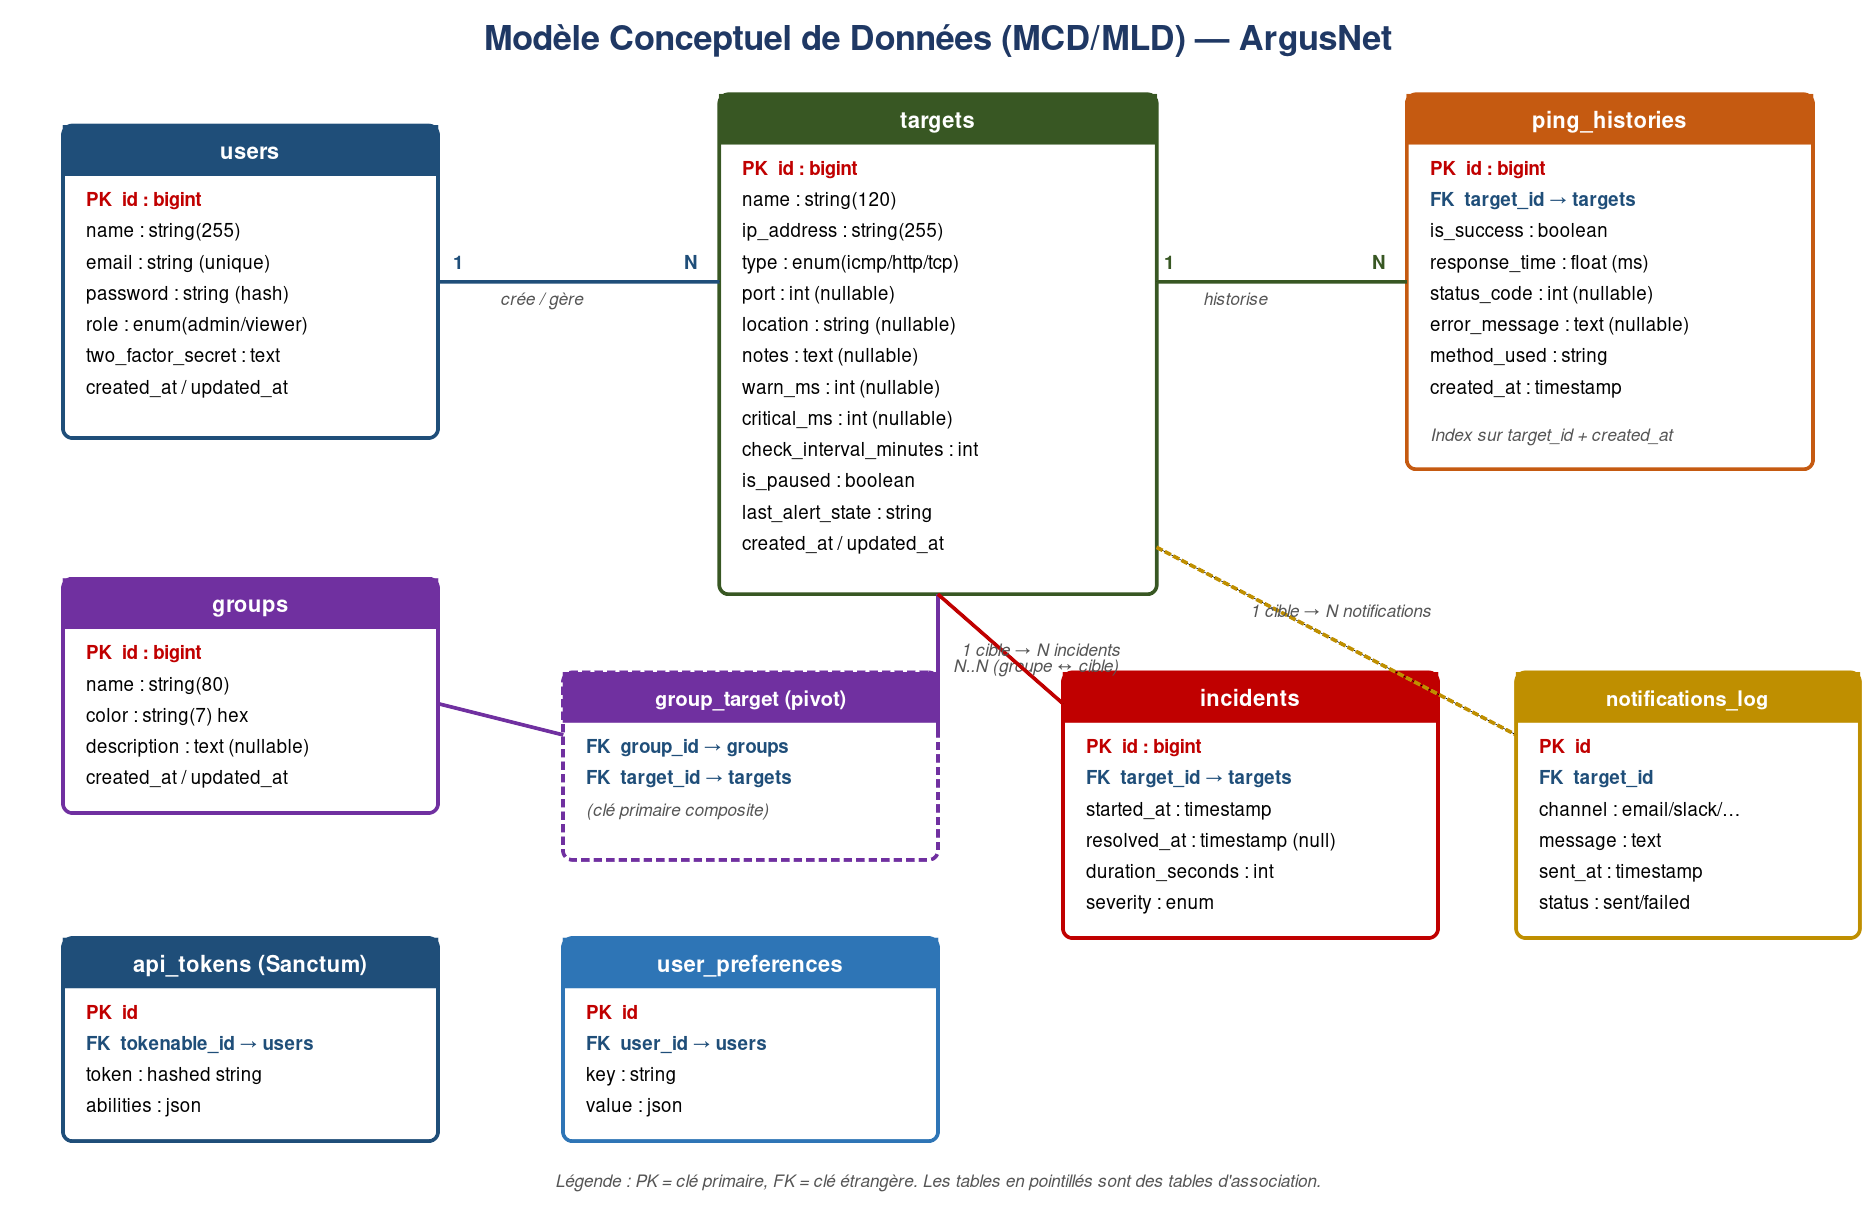 Modèle Conceptuel de Données (MCD/MLD) — ArgusNet
users
PK id : bigint
name : string(255)
email : string (unique)
password : string (hash)
role : enum(admin/viewer)
two_factor_secret : text
created_at / updated_at
1
N
crée / gère
targets
PK id : bigint
name : string(120)
ip_address : string(255)
type : enum(icmp/http/tcp)
port : int (nullable)
location : string (nullable)
notes : text (nullable)
warn_ms : int (nullable)
critical_ms : int (nullable)
check_interval_minutes : int
is_paused : boolean
last_alert_state : string
created_at / updated_at
1
N
historise
ping_histories
PK id : bigint
FK target_id → targets
is_success : boolean
response_time : float (ms)
status_code : int (nullable)
error_message : text (nullable)
method_used : string
created_at : timestamp
Index sur target_id + created_at
groups
PK id : bigint
name : string(80)
color : string(7) hex
description : text (nullable)
created_at / updated_at
group_target (pivot)
FK group_id → groups
FK target_id → targets
(clé primaire composite)
1 cible → N incidents
N..N (groupe ↔ cible)
1 cible → N notifications
incidents
PK id : bigint
FK target_id → targets
started_at : timestamp
resolved_at : timestamp (null)
duration_seconds : int
severity : enum
notifications_log
PK id
FK target_id
channel : email/slack/…
message : text
sent_at : timestamp
status : sent/failed
api_tokens (Sanctum)
PK id
FK tokenable_id → users
token : hashed string
abilities : json
user_preferences
PK id
FK user_id → users
key : string
value : json
Légende : PK = clé primaire, FK = clé étrangère. Les tables en pointillés sont des tables d'association.